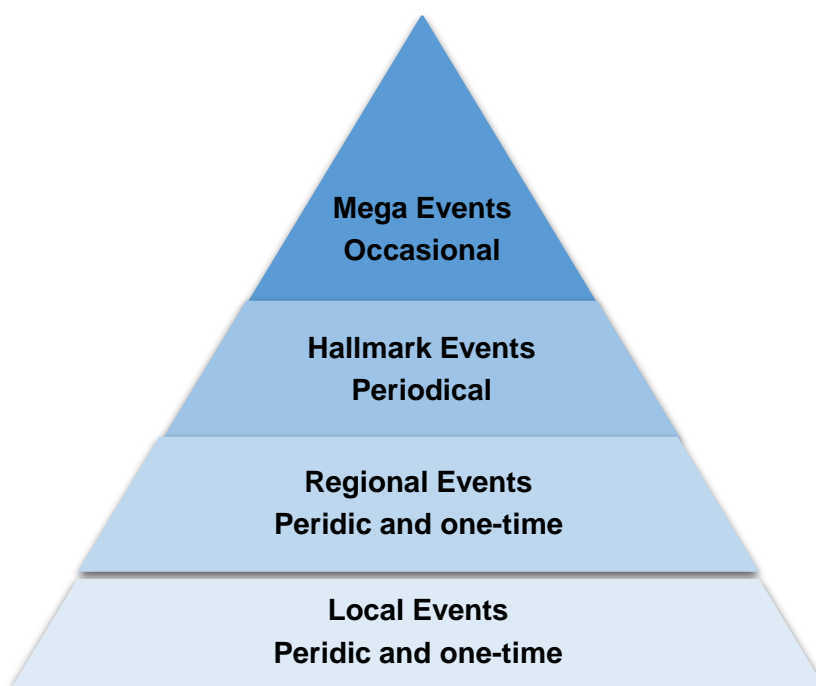 Mega Events
Occasional
Hallmark Events
Periodical
Regional Events
Peridic and one-time
Local Events
Peridic and one-time